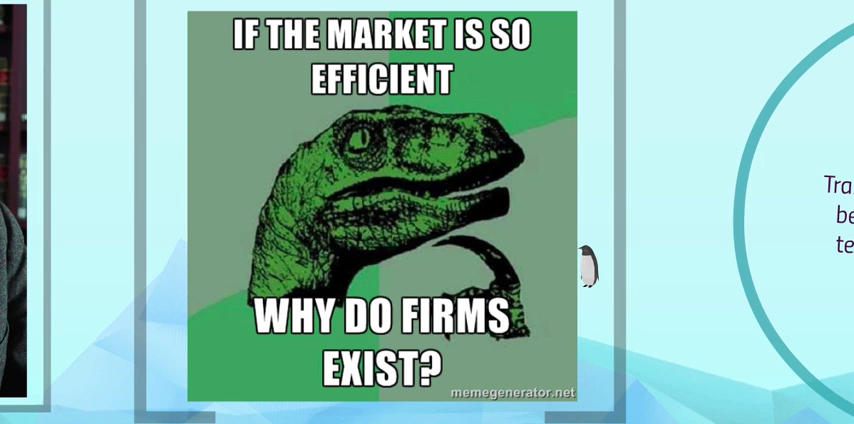 IF THE MARKET IS SO
EFFICIENT
WHY DO FIRMS
EXIST?
memegenerator.net